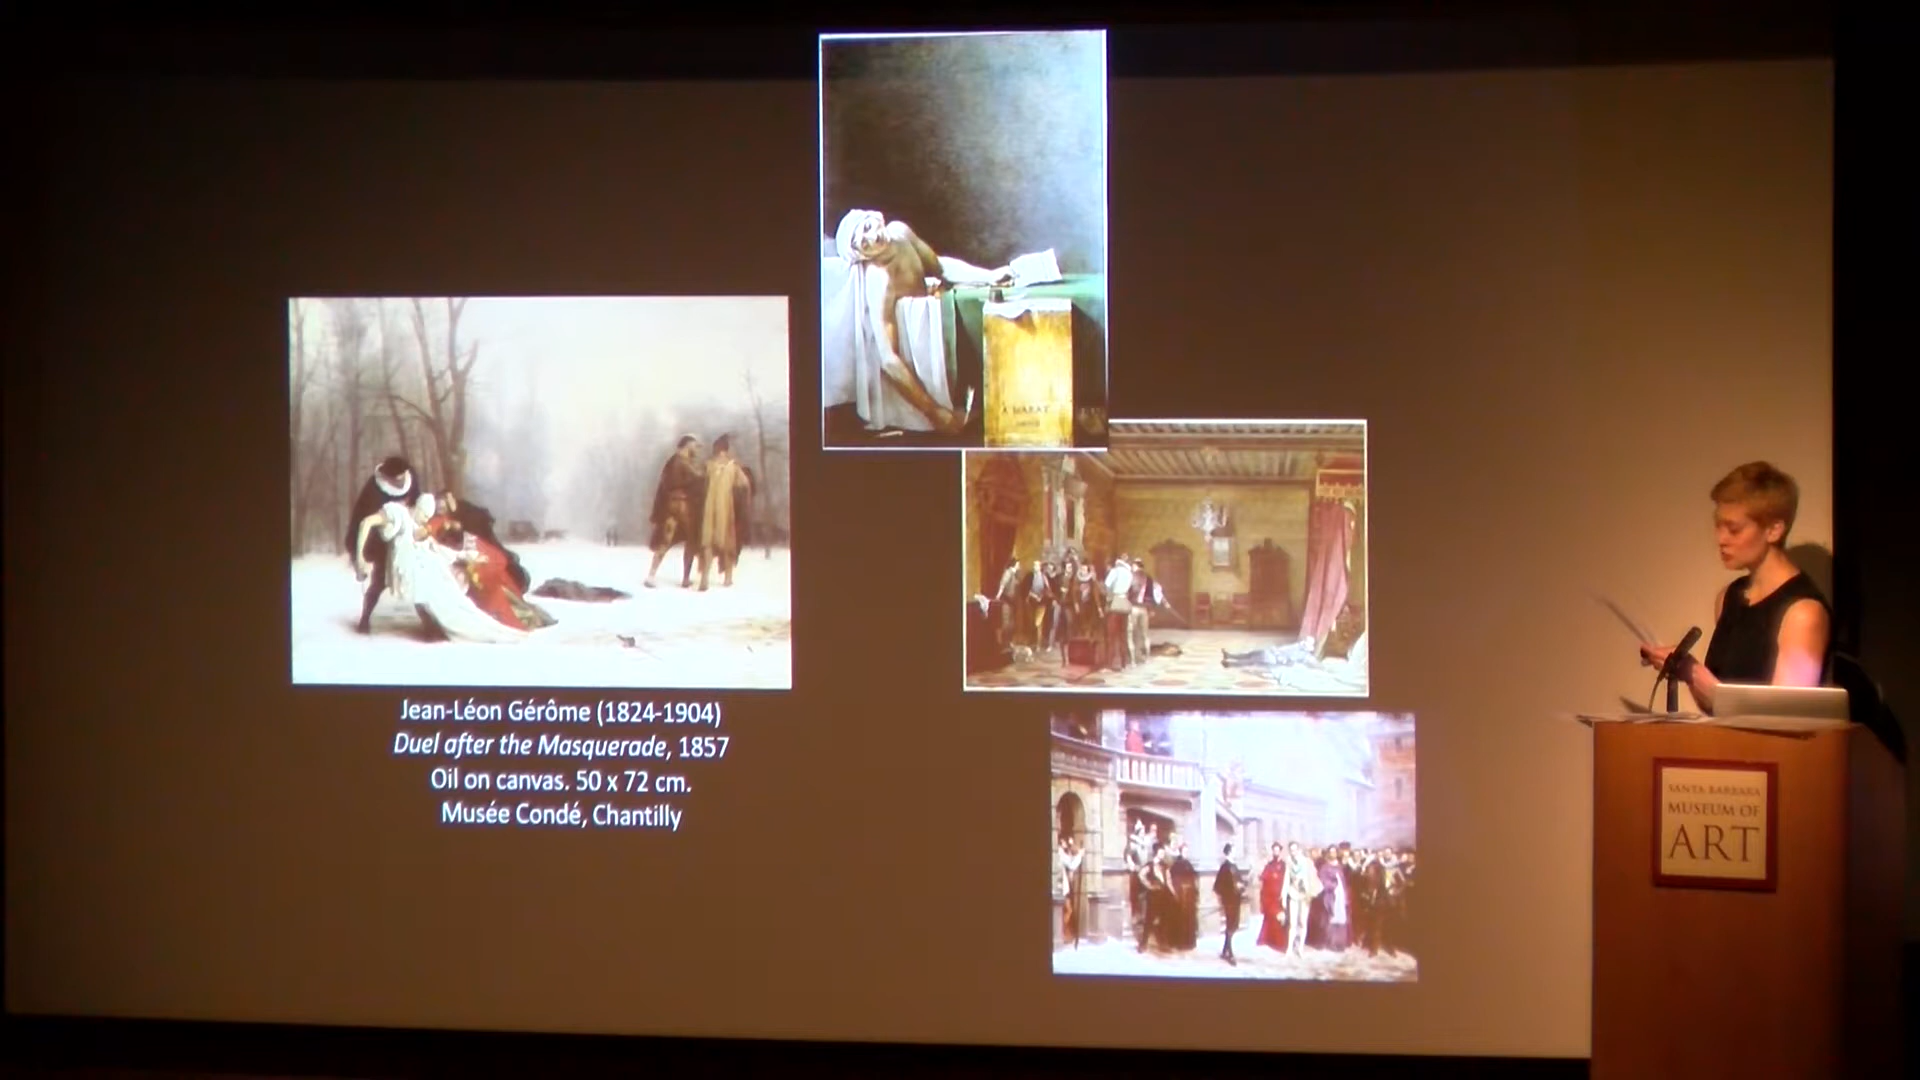 À MARAT
Jean-Léon Gérôme (1824-1904)
Duel after the Masquerade, 1857
Oil on canvas. 50 x 72 cm.
Musée Condé, Chantilly
SANTA BARBARA
MUSEUM OF
ART